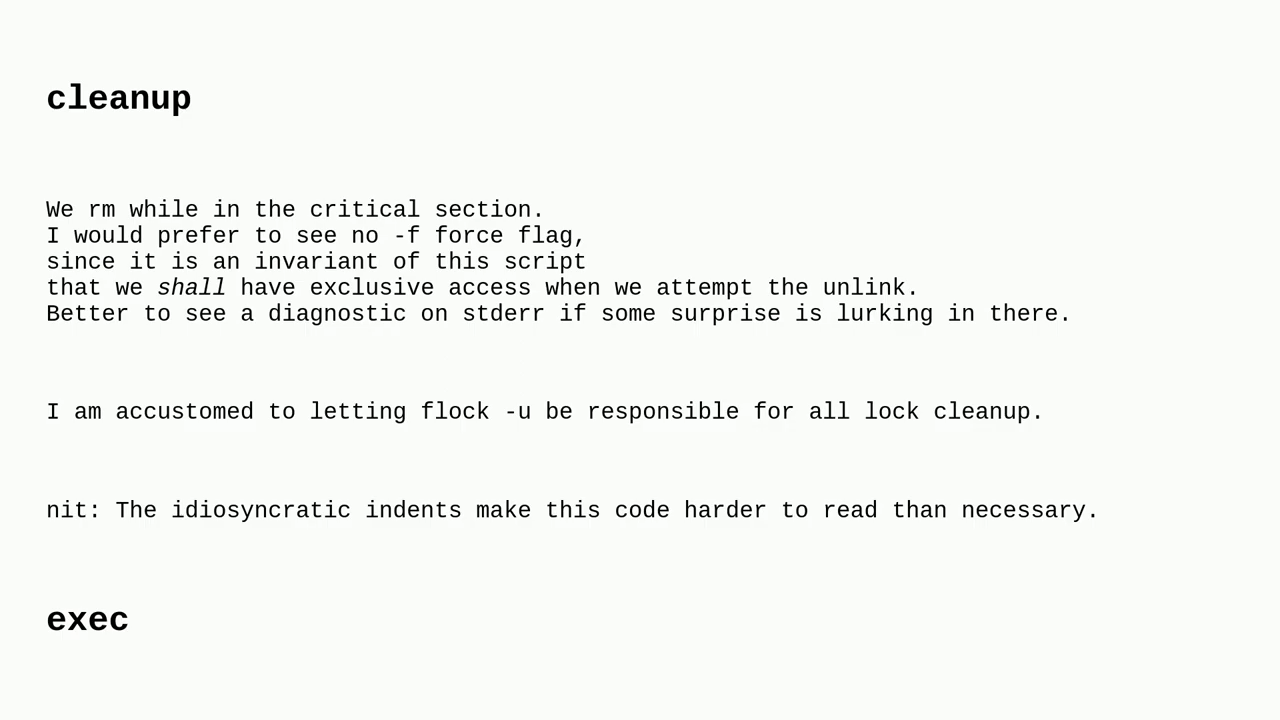 cleanup
We rm while in the critical section.
I would prefer to see no -f force flag,
since it is an invariant of this script
that we shall have exclusive access when we attempt the unlink.
Better to see a diagnostic on stderr if some surprise is lurking in there.
I am accustomed to letting flock -u be responsible for all lock cleanup.
nit: The idiosyncratic indents make this code harder to read than necessary.
exec